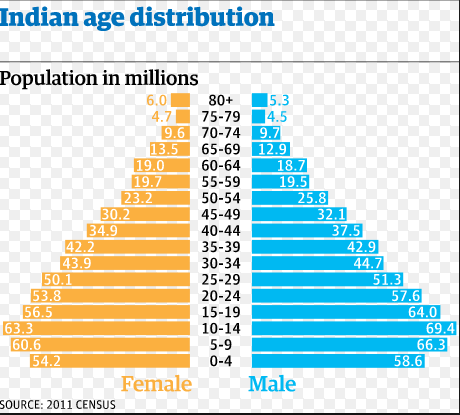 Indian age distribution
Population in millions
6.0 80+ 5.3
4.7 75-79 4.5
9.6 70-74 9.7
13.5 65-69 12.9
19.0 60-64 18.7
19.7 55-59 19.5
23.2 50-54 25.8
30.2 45-49 32.1
34.9 40-44 37.5
42.2 35-39 42.9
43.9 30-34 44.7
50.1 25-29 51.3
53.8 20-24 57.6
56.5 15-19 64.0
63.3 10-14 69.4
60.6 5-9 66.3
54.2 0-4 58.6
Female Male
SOURCE: 2011 CENSUS